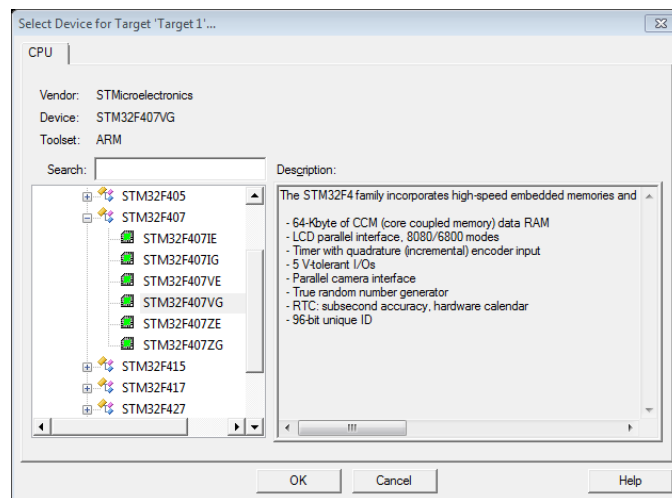 Select Device for Target 'Target 1'...
CPU
Vendor: STMicroelectronics
Device: STM32F407VG
Toolset: ARM
Search:
STM32F405
STM32F407
STM32F407IE
STM32F407IG
STM32F407VE
STM32F407VG
STM32F407ZE
STM32F407ZG
STM32F415
STM32F417
STM32F427
Description:
The STM32F4 family incorporates high-speed embedded memories and
- 64-Kbyte of CCM (core coupled memory) data RAM
- LCD parallel interface, 8080/6800 modes
- Timer with quadrature (incremental) encoder input
- 5 V-tolerant I/Os
- Parallel camera interface
- True random number generator
- RTC: subsecond accuracy, hardware calendar
- 96-bit unique ID
OK Cancel Help